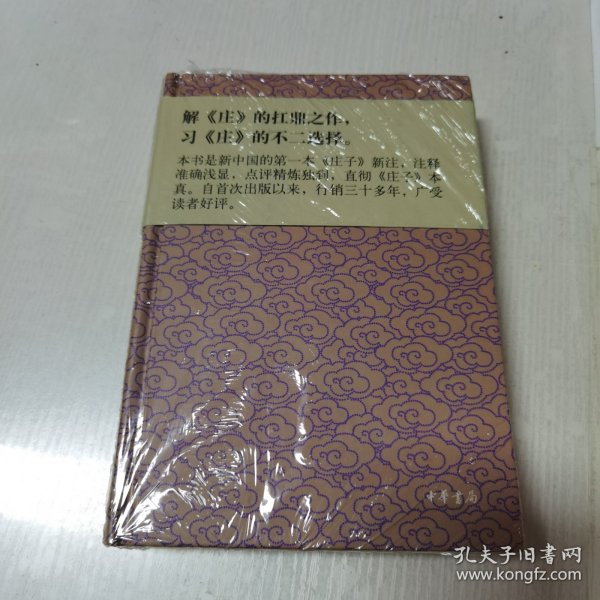 解《庄》的扛鼎之作，
习《庄》的不二选择。
本书是新中国的第一本《庄子》新注，注释
准确浅显，点评精炼独到，直彻《庄子》本
真。自首次出版以来，行销三十多年，广受
读者好评。
中华书局
孔夫子旧书网
www.kongfz.com